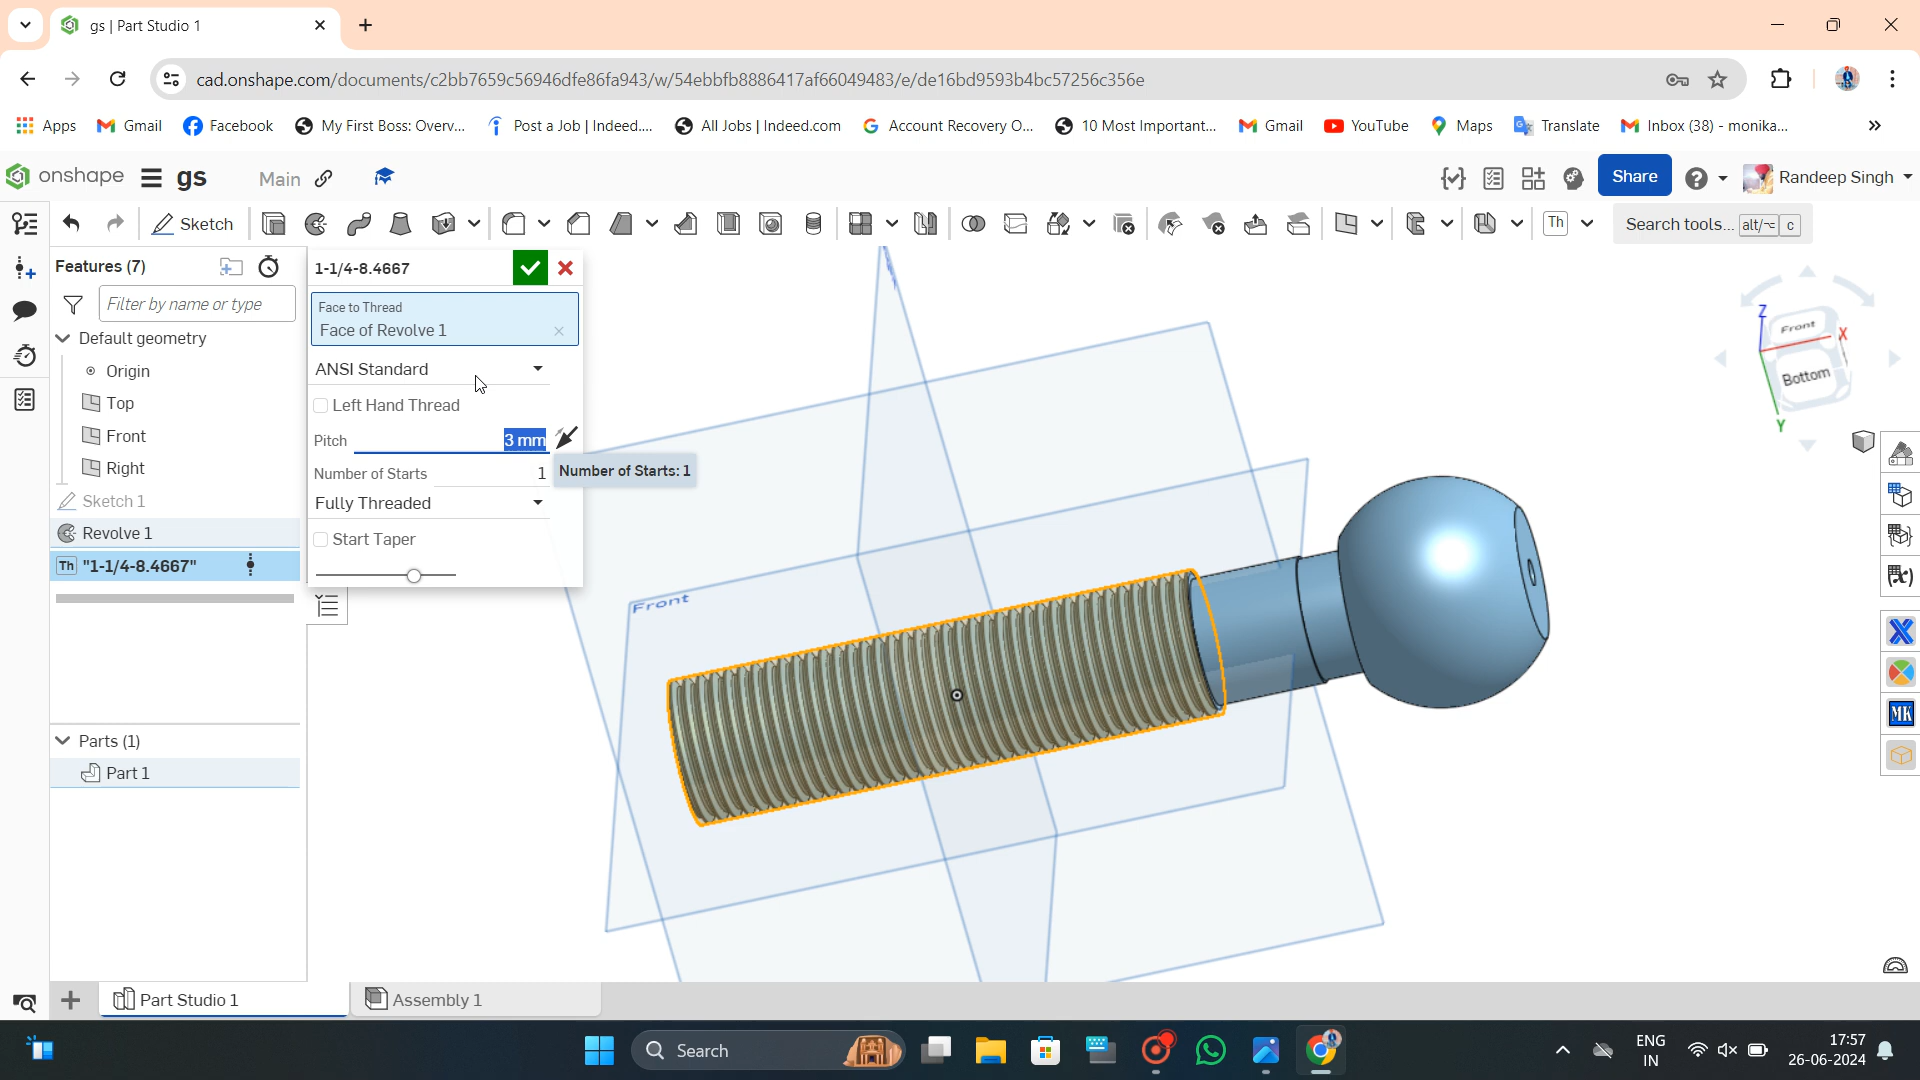 gs | Part Studio 1
cad.onshape.com/documents/c2bb7659c56946dfe86fa943/w/54ebbfb8886417af66049483/e/de16bd9593b4bc57256c356e
Apps Gmail Facebook My First Boss: Overv... Post a Job | Indeed.... All Jobs | Indeed.com Account Recovery O... 10 Most Important... Gmail YouTube Maps Translate Inbox (38) - monika...
onshape gs Main Share Randeep Singh
Sketch Th Search tools... alt/⌥ c
Features (7)
Filter by name or type
Default geometry
Origin
Top
Front
Right
Sketch 1
Revolve 1
Th "1-1/4-8.4667"
Parts (1)
Part 1
1-1/4-8.4667
Face to Thread
Face of Revolve 1
ANSI Standard
Left Hand Thread
Pitch 3 mm
Number of Starts 1
Number of Starts: 1
Fully Threaded
Start Taper
Front
Z
Front
X
Bottom
Y
(x)
MK
Part Studio 1 Assembly 1
Search
ENG
IN
17:57
26-06-2024